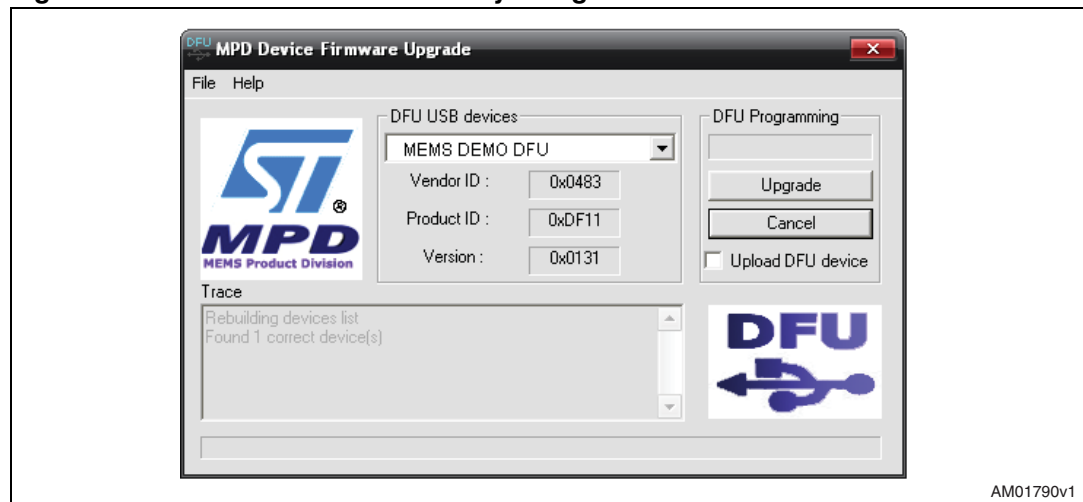 DFU MPD Device Firmware Upgrade
File Help
DFU USB devices
MEMS DEMO DFU
Vendor ID : 0x0483
Product ID : 0xDF11
Version : 0x0131
DFU Programming
Upgrade
Cancel
Upload DFU device
ST®
MPD
MEMS Product Division
Trace
Rebuilding devices list
Found 1 correct device(s)
DFU
AM01790v1